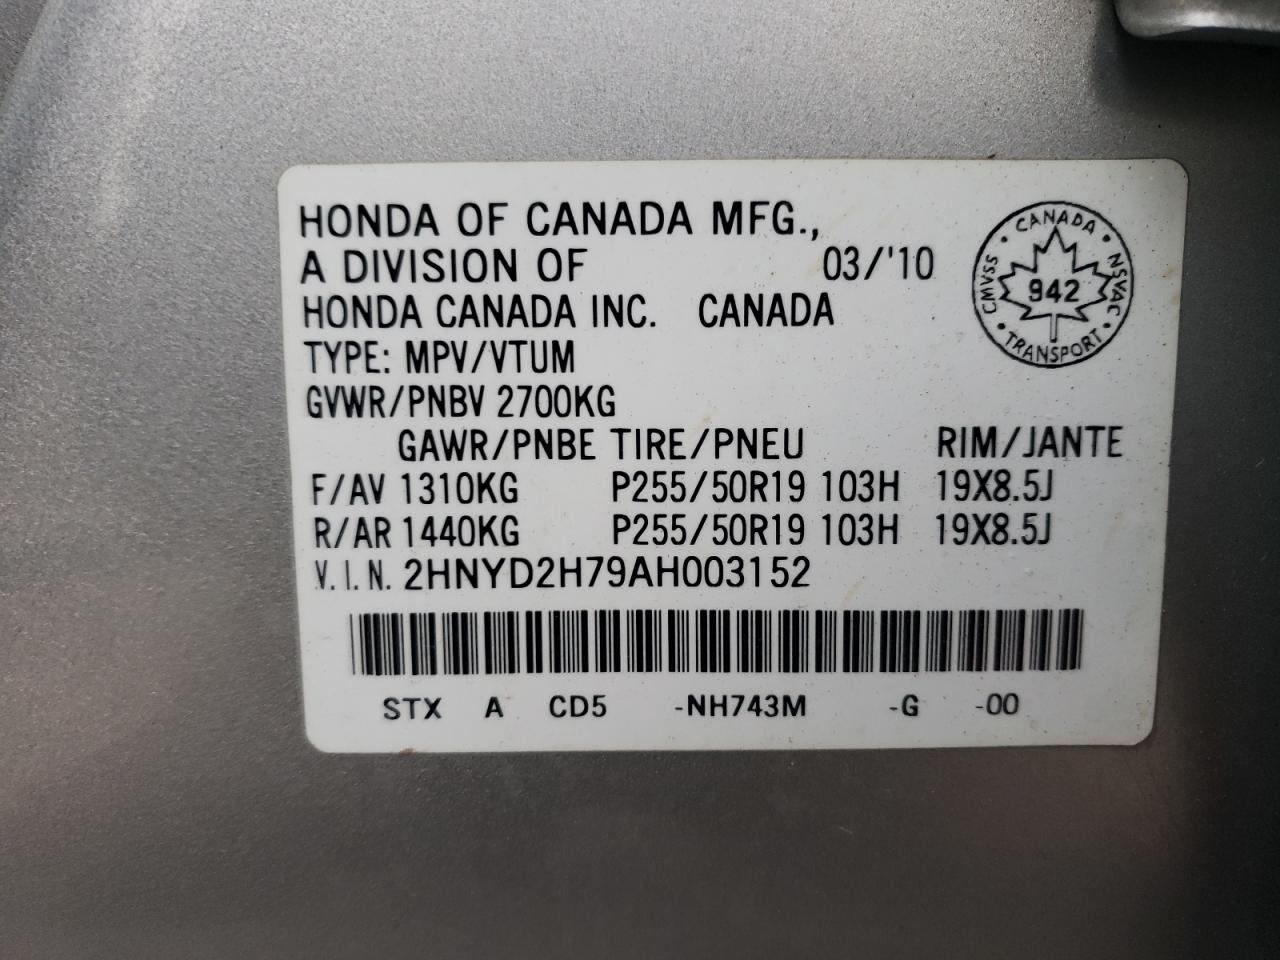 HONDA OF CANADA MFG.,
A DIVISION OF 03/'10
HONDA CANADA INC. CANADA
TYPE: MPV/VTUM
GVWR/PNBV 2700KG
GAWR/PNBE TIRE/PNEU RIM/JANTE
F/AV 1310KG P255/50R19 103H 19X8.5J
R/AR 1440KG P255/50R19 103H 19X8.5J
V.I.N. 2HNYD2H79AH003152
STX A CD5 -NH743M -G -00
CANADA • NSVAC • TRANSPORT • CMVSS •
942